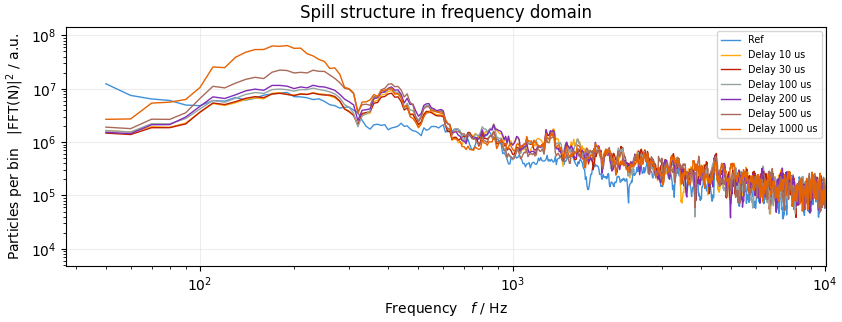 Spill structure in frequency domain
Particles per bin |FFT(N)|² / a.u.
10⁸
10⁷
10⁶
10⁵
10⁴
Ref
Delay 10 us
Delay 30 us
Delay 100 us
Delay 200 us
Delay 500 us
Delay 1000 us
10² 10³ 10⁴
Frequency f / Hz